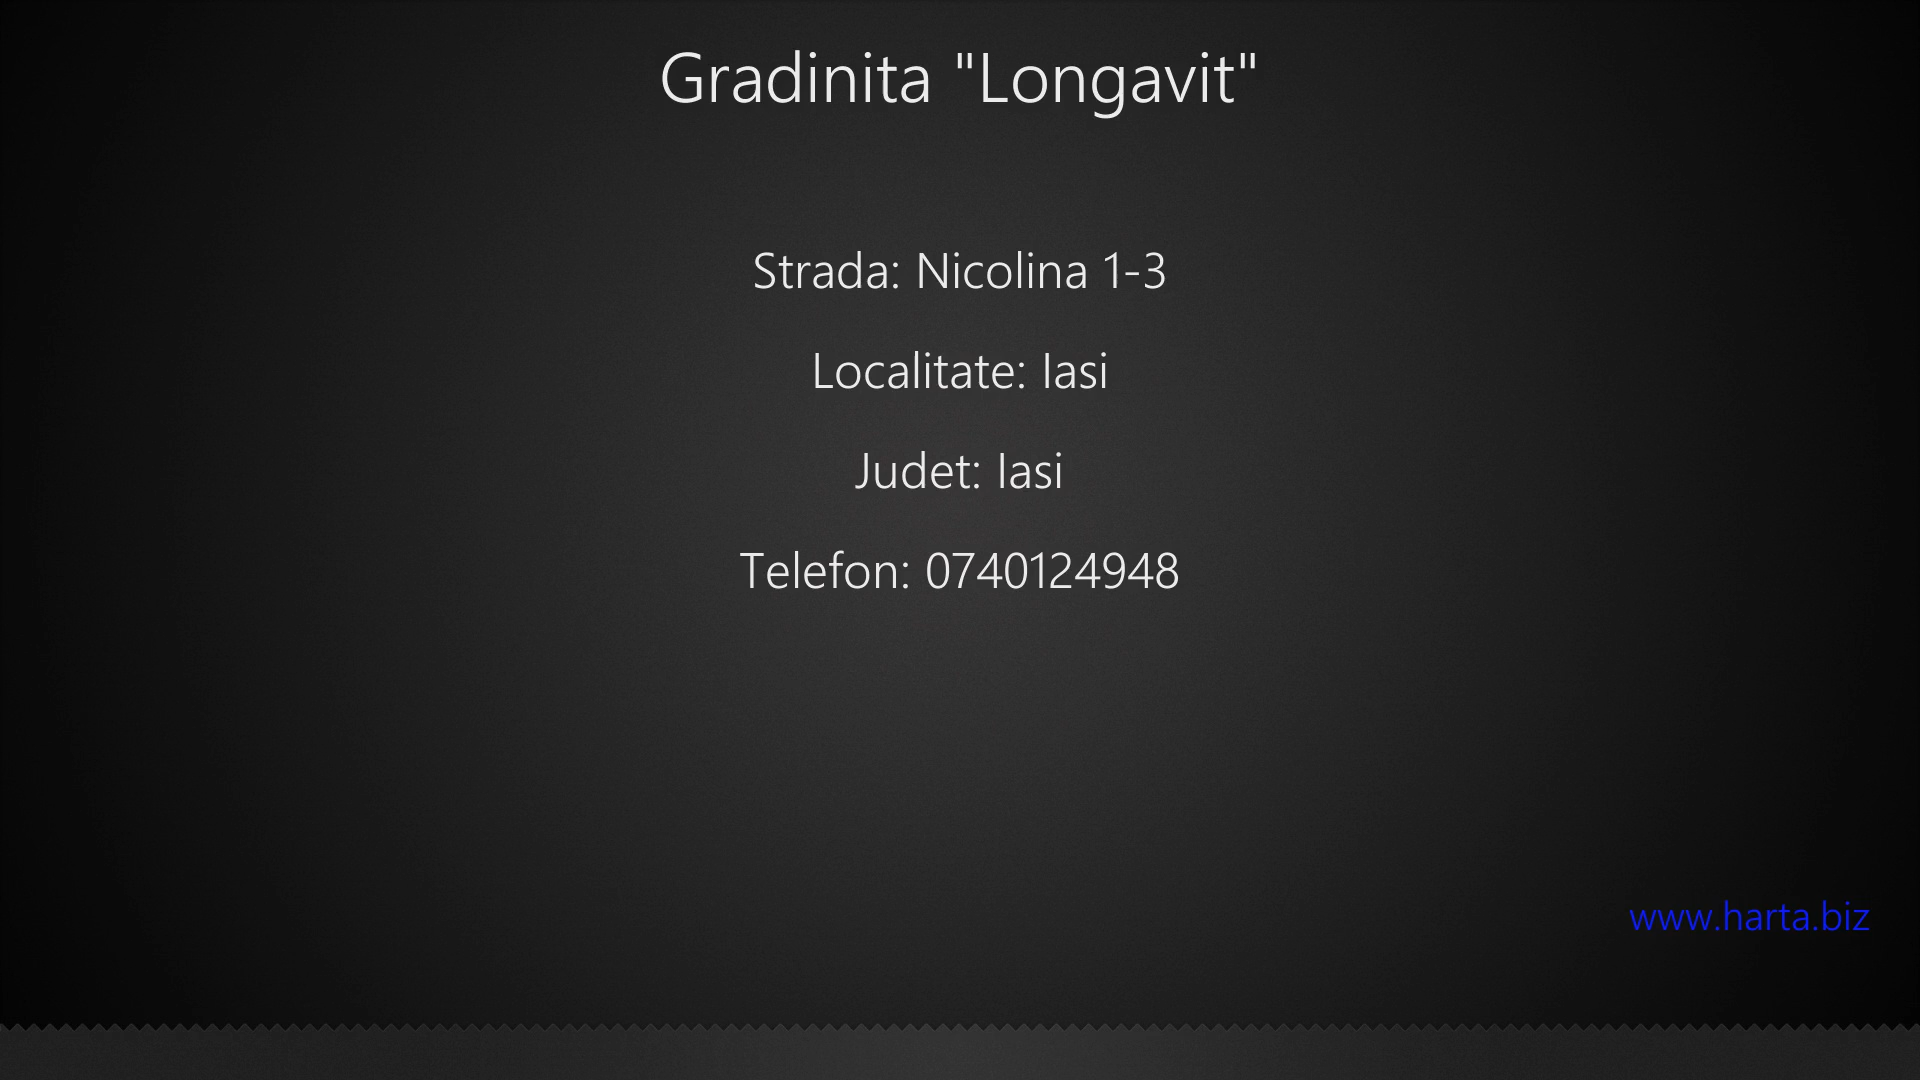 Gradinita "Longavit"
Strada: Nicolina 1-3
Localitate: Iasi
Judet: Iasi
Telefon: 0740124948
www.harta.biz